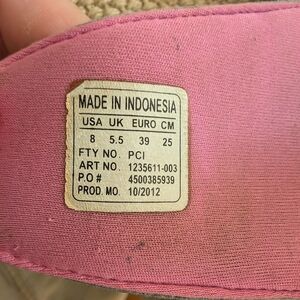 MADE IN INDONESIA
USA UK EURO CM
8 5.5 39 25
FTY NO. PCI
ART NO. 1235611-003
P.O # 4500385939
PROD. MO. 10/2012